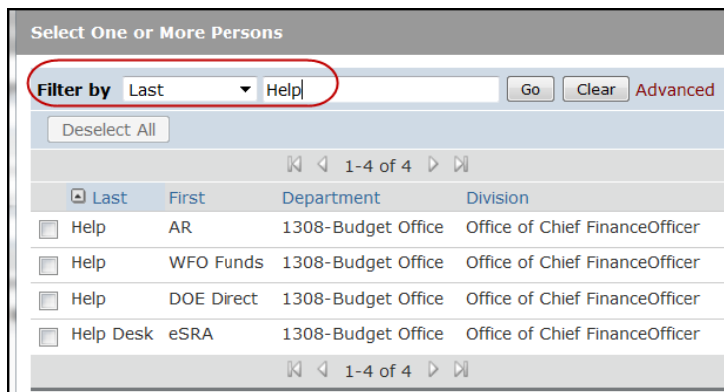 Select One or More Persons
Filter by Last Help Go Clear Advanced
Deselect All
1-4 of 4
Last First Department Division
Help AR 1308-Budget Office Office of Chief FinanceOfficer
Help WFO Funds 1308-Budget Office Office of Chief FinanceOfficer
Help DOE Direct 1308-Budget Office Office of Chief FinanceOfficer
Help Desk eSRA 1308-Budget Office Office of Chief FinanceOfficer
1-4 of 4